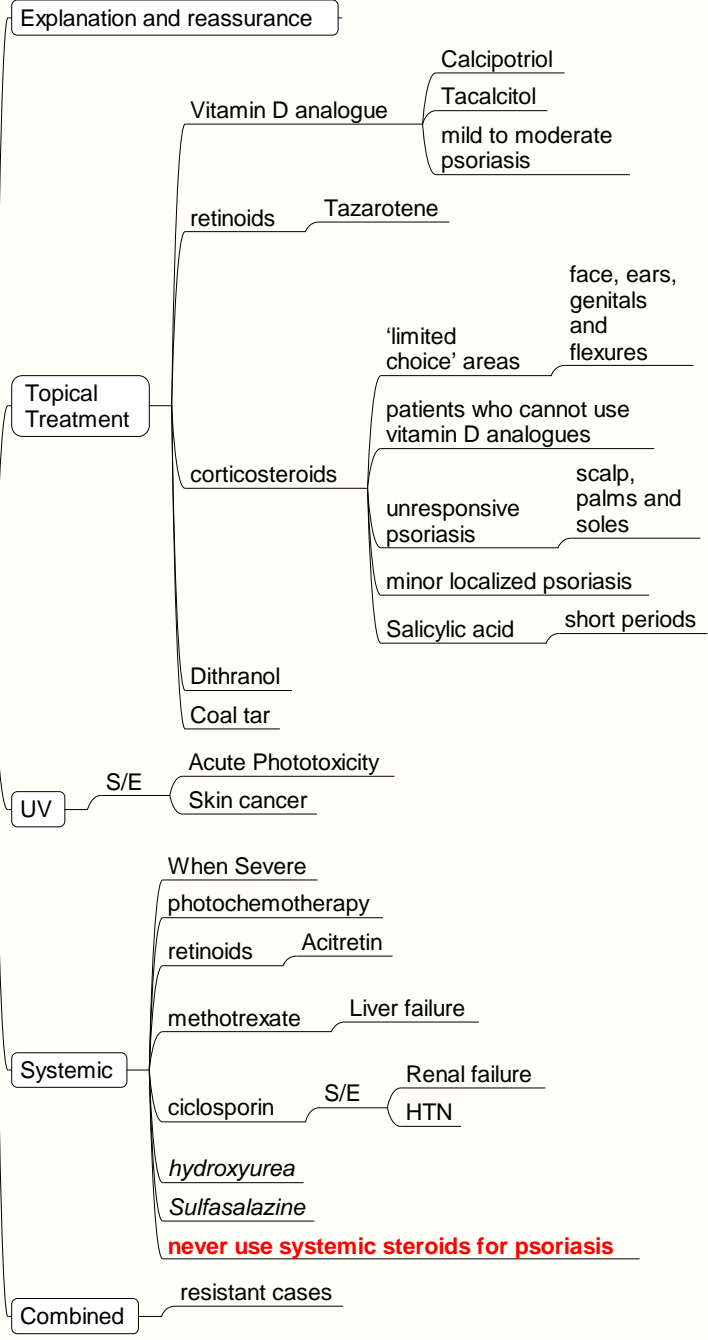 Explanation and reassurance
Topical
Treatment
Vitamin D analogue
Calcipotriol
Tacalcitol
mild to moderate
psoriasis
retinoids
Tazarotene
corticosteroids
‘limited
choice’ areas
face, ears,
genitals
and
flexures
patients who cannot use
vitamin D analogues
unresponsive
psoriasis
scalp,
palms and
soles
minor localized psoriasis
Salicylic acid
short periods
Dithranol
Coal tar
UV
S/E
Acute Phototoxicity
Skin cancer
Systemic
When Severe
photochemotherapy
retinoids
Acitretin
methotrexate
Liver failure
ciclosporin
S/E
Renal failure
HTN
hydroxyurea
Sulfasalazine
never use systemic steroids for psoriasis
Combined
resistant cases